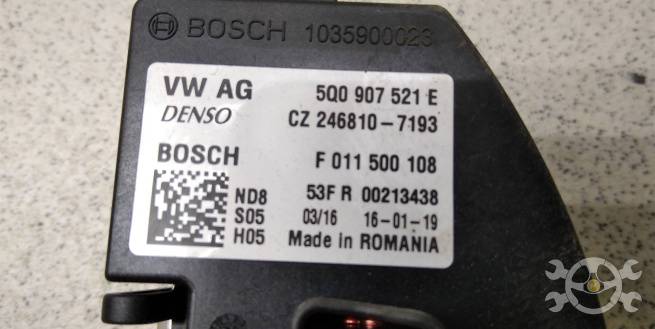 BOSCH 1035900023
VW AG 5Q0 907 521 E
DENSO CZ 246810-7193
BOSCH F 011 500 108
ND8 53F R 00213438
S05 03/16 16-01-19
H05 Made in ROMANIA